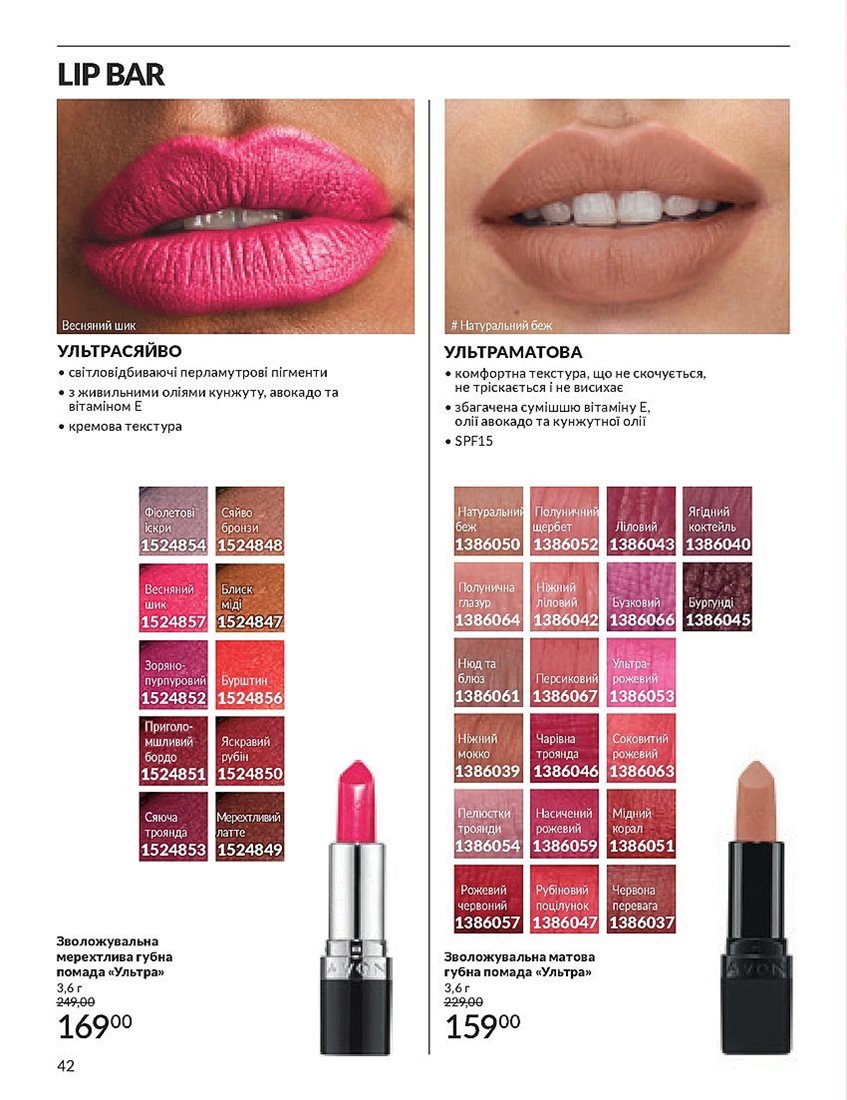 LIP BAR
Весняний шик
УЛЬТРАСЯЙВО
• світловідбиваючі перламутрові пігменти
• з живильними оліями кунжуту, авокадо та
вітаміном Е
• кремова текстура
Фіолетові
іскри
1524854
Сяйво
бронзи
1524848
Весняний
шик
1524857
Блиск
міді
1524847
Зоряно-
пурпуровий
1524852
Бурштин
1524856
Приголо-
мшливий
бордо
1524851
Яскравий
рубін
1524850
Сяюча
троянда
1524853
Мерехтливий
латте
1524849
Зволожувальна
мерехтлива губна
помада «Ультра»
3,6 г
249,00
16900
AVON
# Натуральний беж
УЛЬТРАМАТОВА
• комфортна текстура, що не скочується,
не тріскається і не висихає
• збагачена сумішшю вітаміну Е,
олії авокадо та кунжутної олії
• SPF15
Натуральний
беж
1386050
Полуничний
щербет
1386052
Ліловий
1386043
Ягідний
коктейль
1386040
Полунична
глазур
1386064
Ніжний
ліловий
1386042
Бузковий
1386066
Бургунді
1386045
Нюд та
блюз
1386061
Персиковий
1386067
Ультра-
рожевий
1386053
Ніжний
мокко
1386039
Чарівна
троянда
1386046
Соковитий
рожевий
1386063
Пелюстки
троянди
1386054
Насичений
рожевий
1386059
Мідний
корал
1386051
Рожевий
червоний
1386057
Рубіновий
поцілунок
1386047
Червона
перевага
1386037
Зволожувальна матова
губна помада «Ультра»
3,6 г
229,00
15900
AVON
42